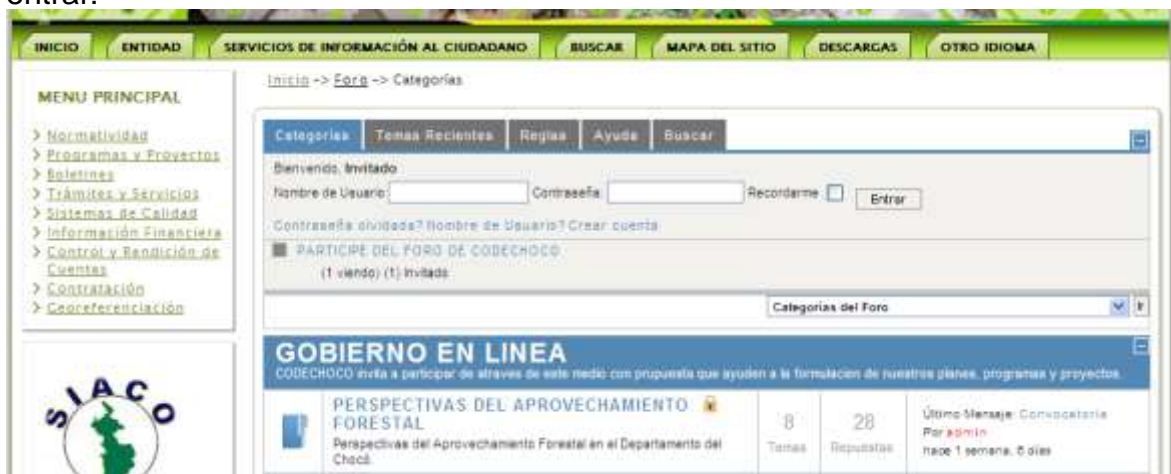 entrar.
INICIO ENTIDAD SERVICIOS DE INFORMACIÓN AL CIUDADANO BUSCAR MAPA DEL SITIO DESCARGAS OTRO IDIOMA
Inicio -> Foro -> Categorías
MENU PRINCIPAL
> Normatividad
> Programas y Proyectos
> Boletines
> Trámites y Servicios
> Sistemas de Calidad
> Información Financiera
> Control y Rendición de
Cuentas
> Contratación
> Georeferenciación
Categorías Temas Recientes Reglas Ayuda Buscar
Bienvenido, Invitado
Nombre de Usuario: Contraseña: Recordarme Entrar
Contraseña olvidada? Nombre de Usuario? Crear cuenta
PARTICIPE DEL FORO DE CODECHOCO
(1 viendo) (1) Invitado
Categorías del Foro
Ir
GOBIERNO EN LINEA
CODECHOCO invita a participar de atraves de este medio con propuesta que ayuden a la formulacion de nuestros planes, programas y proyectos.
PERSPECTIVAS DEL APROVECHAMIENTO
FORESTAL
Perspectivas del Aprovechamiento Forestal en el Departamento del
Chocó.
8
Temas
28
Repuestas
Último Mensaje: Convocatoria
Por admin
hace 1 semana, 6 días
SIACO